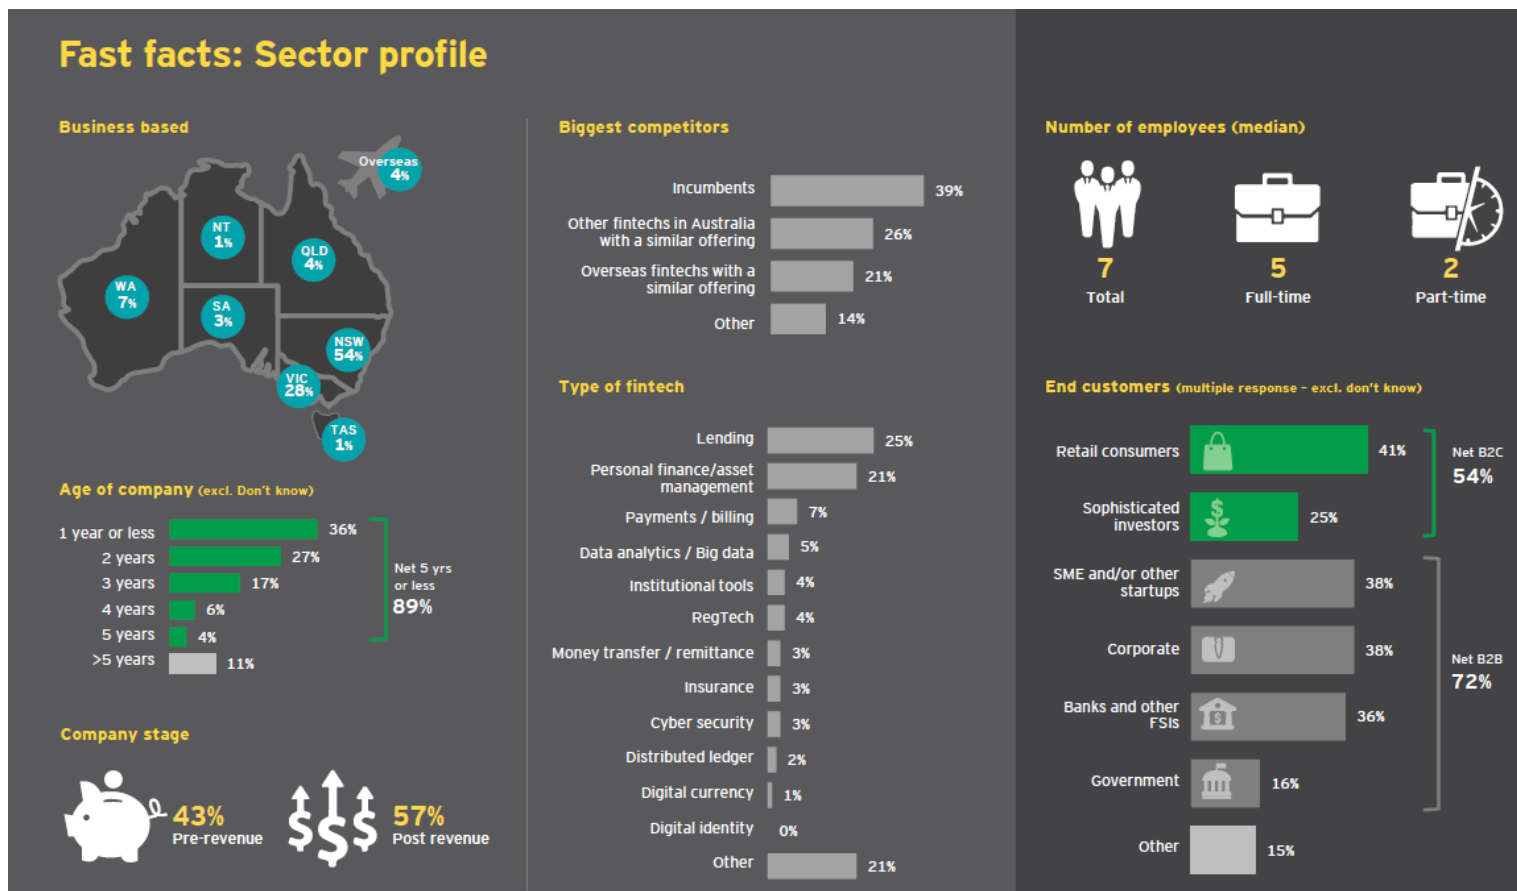 Fast facts: Sector profile
Business based
Overseas
4%
NT
1%
QLD
4%
WA
7%
SA
3%
NSW
54%
VIC
28%
TAS
1%
Age of company (excl. Don't know)
1 year or less
36%
2 years
27%
3 years
17%
4 years
6%
5 years
4%
>5 years
11%
Net 5 yrs
or less
89%
Company stage
43%
Pre-revenue
57%
Post revenue
Biggest competitors
Incumbents
39%
Other fintechs in Australia
with a similar offering
26%
Overseas fintechs with a
similar offering
21%
Other
14%
Type of fintech
Lending
25%
Personal finance/asset
management
21%
Payments / billing
7%
Data analytics / Big data
5%
Institutional tools
4%
RegTech
4%
Money transfer / remittance
3%
Insurance
3%
Cyber security
3%
Distributed ledger
2%
Digital currency
1%
Digital identity
0%
Other
21%
Number of employees (median)
7
Total
5
Full-time
2
Part-time
End customers (multiple response - excl. don't know)
Retail consumers
41%
Sophisticated
investors
25%
Net B2C
54%
SME and/or other
startups
38%
Corporate
38%
Banks and other
FSIs
36%
Government
16%
Net B2B
72%
Other
15%